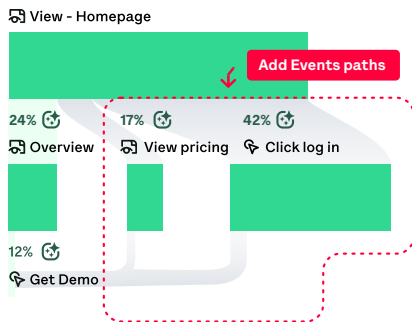 View - Homepage
Add Events paths
24% 17% 42%
Overview View pricing Click log in
12%
Get Demo